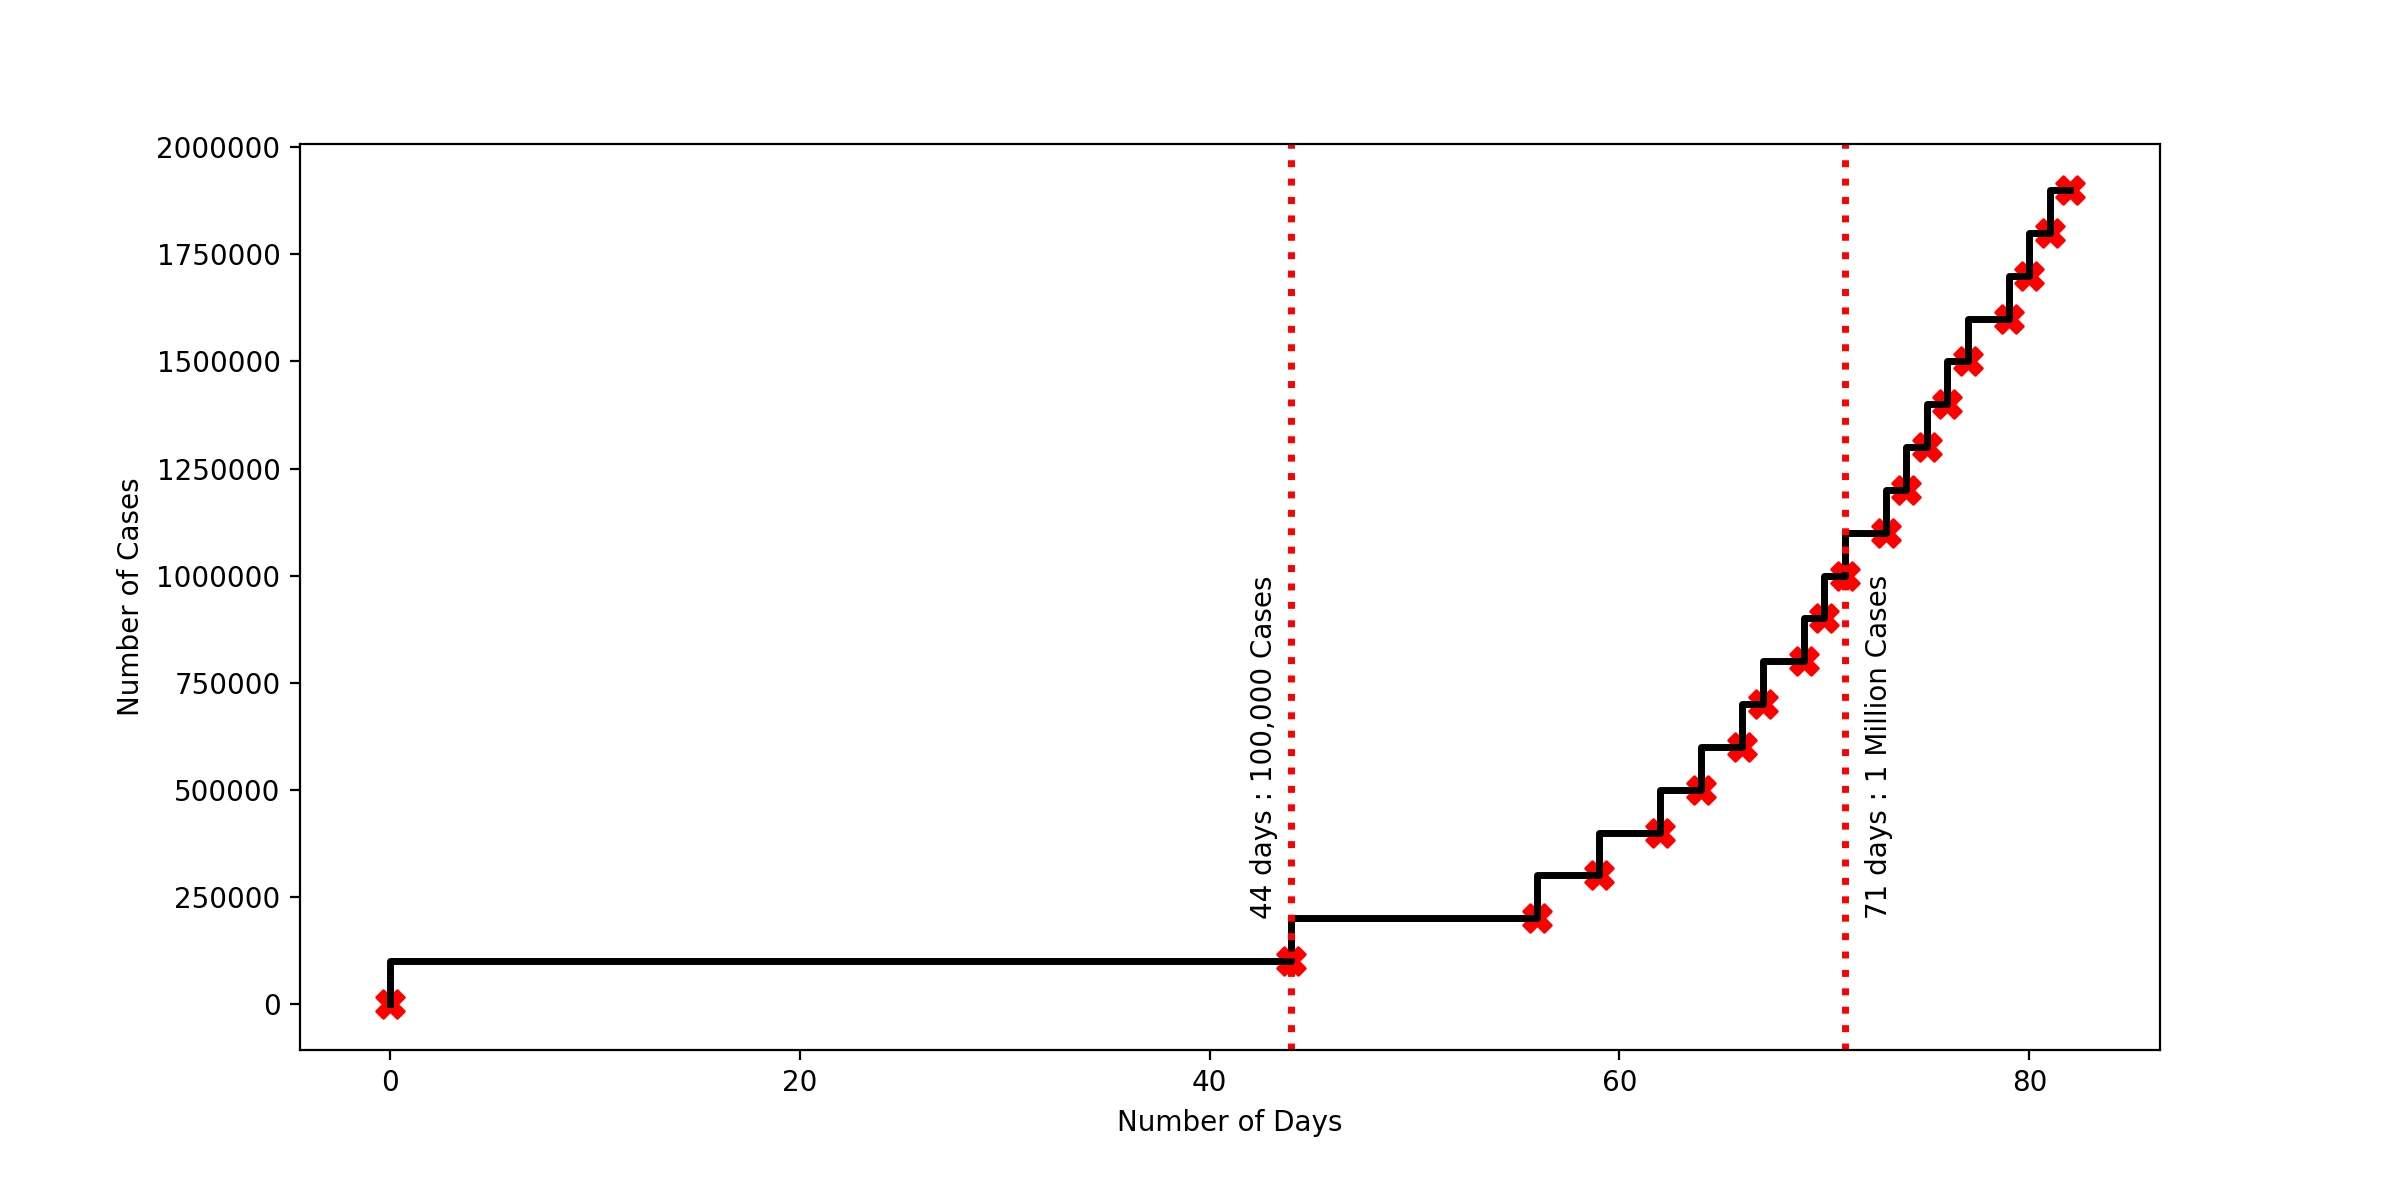 2000000
1750000
1500000
1250000
1000000
750000
500000
250000
0
Number of Cases
44 days : 100,000 Cases
71 days : 1 Million Cases
0 20 40 60 80
Number of Days